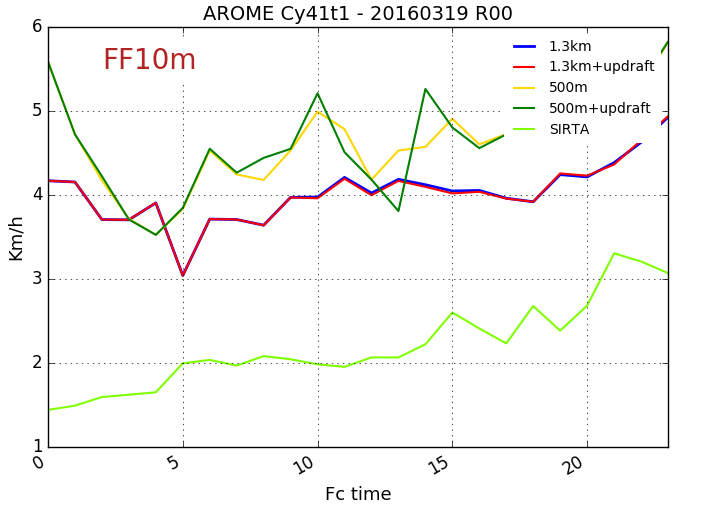 AROME Cy41t1 - 20160319 R00
FF10m
1.3km
1.3km+updraft
500m
500m+updraft
SIRTA
Km/h
6
5
4
3
2
1
0
5
10
15
20
Fc time